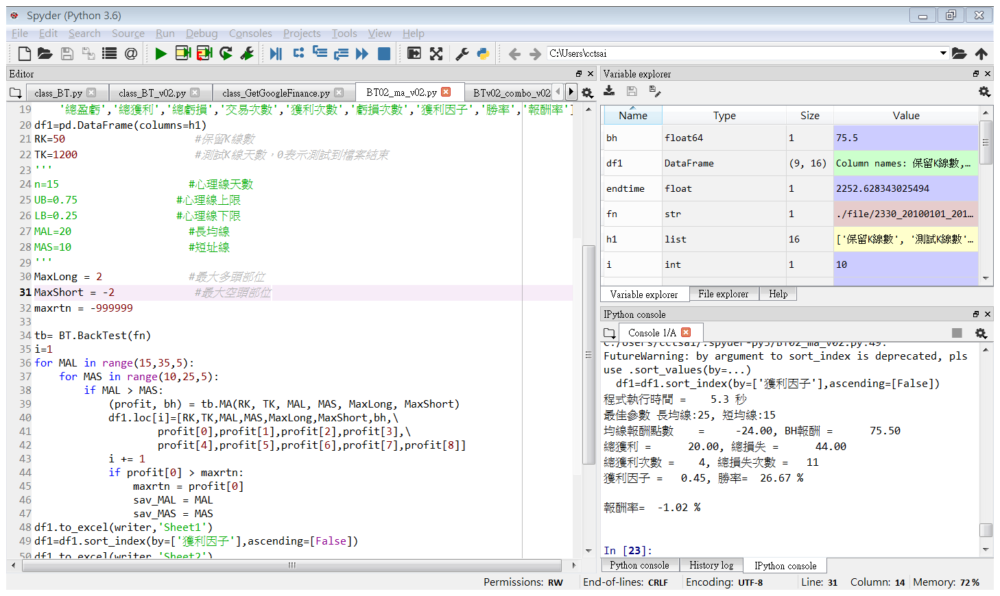 Spyder (Python 3.6)
File Edit Search Source Run Debug Consoles Projects Tools View Help
C:\Users\cctsai
Editor
class_BT.py class_BT_v02.py class_GetGoogleFinance.py BT02_ma_v02.py BTv02_combo_v02
19 '總盈虧','總獲利','總虧損','交易次數','獲利次數','虧損次數','獲利因子','勝率','報酬率']
20 df1=pd.DataFrame(columns=h1)
21 RK=50 #保留K線數
22 TK=1200 #測試K線天數，0表示測試到檔案結束
23 '''
24 n=15 #心理線天數
25 UB=0.75 #心理線上限
26 LB=0.25 #心理線下限
27 MAL=20 #長均線
28 MAS=10 #短址線
29 '''
30 MaxLong = 2 #最大多頭部位
31 MaxShort = -2 #最大空頭部位
32 maxrtn = -999999
33
34 tb= BT.BackTest(fn)
35 i=1
36 for MAL in range(15,35,5):
37 for MAS in range(10,25,5):
38 if MAL > MAS:
39 (profit, bh) = tb.MA(RK, TK, MAL, MAS, MaxLong, MaxShort)
40 df1.loc[i]=[RK,TK,MAL,MAS,MaxLong,MaxShort,bh,\
41 profit[0],profit[1],profit[2],profit[3],\
42 profit[4],profit[5],profit[6],profit[7],profit[8]]
43 i += 1
44 if profit[0] > maxrtn:
45 maxrtn = profit[0]
46 sav_MAL = MAL
47 sav_MAS = MAS
48 df1.to_excel(writer,'Sheet1')
49 df1=df1.sort_index(by=['獲利因子'],ascending=[False])
50 df1.to_excel(writer,'Sheet2')
Variable explorer
Name Type Size Value
bh float64 1 75.5
df1 DataFrame (9, 16) Column names: 保留K線數,…
endtime float 1 2252.628343025494
fn str 1 ./file/2330_20100101_201…
h1 list 16 ['保留K線數', '測試K線數'…
i int 1 10
Variable explorer File explorer Help
IPython console
Console 1/A
C:/Users/cctsai/.spyder-py3/BT02_ma_v02.py:49:
FutureWarning: by argument to sort_index is deprecated, pls
use .sort_values(by=...)
df1=df1.sort_index(by=['獲利因子'],ascending=[False])
程式執行時間 = 5.3 秒
最佳參數 長均線:25, 短均線:15
均線報酬點數 = -24.00, BH報酬 = 75.50
總獲利 = 20.00, 總損失 = 44.00
總獲利次數 = 4, 總損失次數 = 11
獲利因子 = 0.45, 勝率= 26.67 %
報酬率= -1.02 %
In [23]:
Python console History log IPython console
Permissions: RW End-of-lines: CRLF Encoding: UTF-8 Line: 31 Column: 14 Memory: 72 %